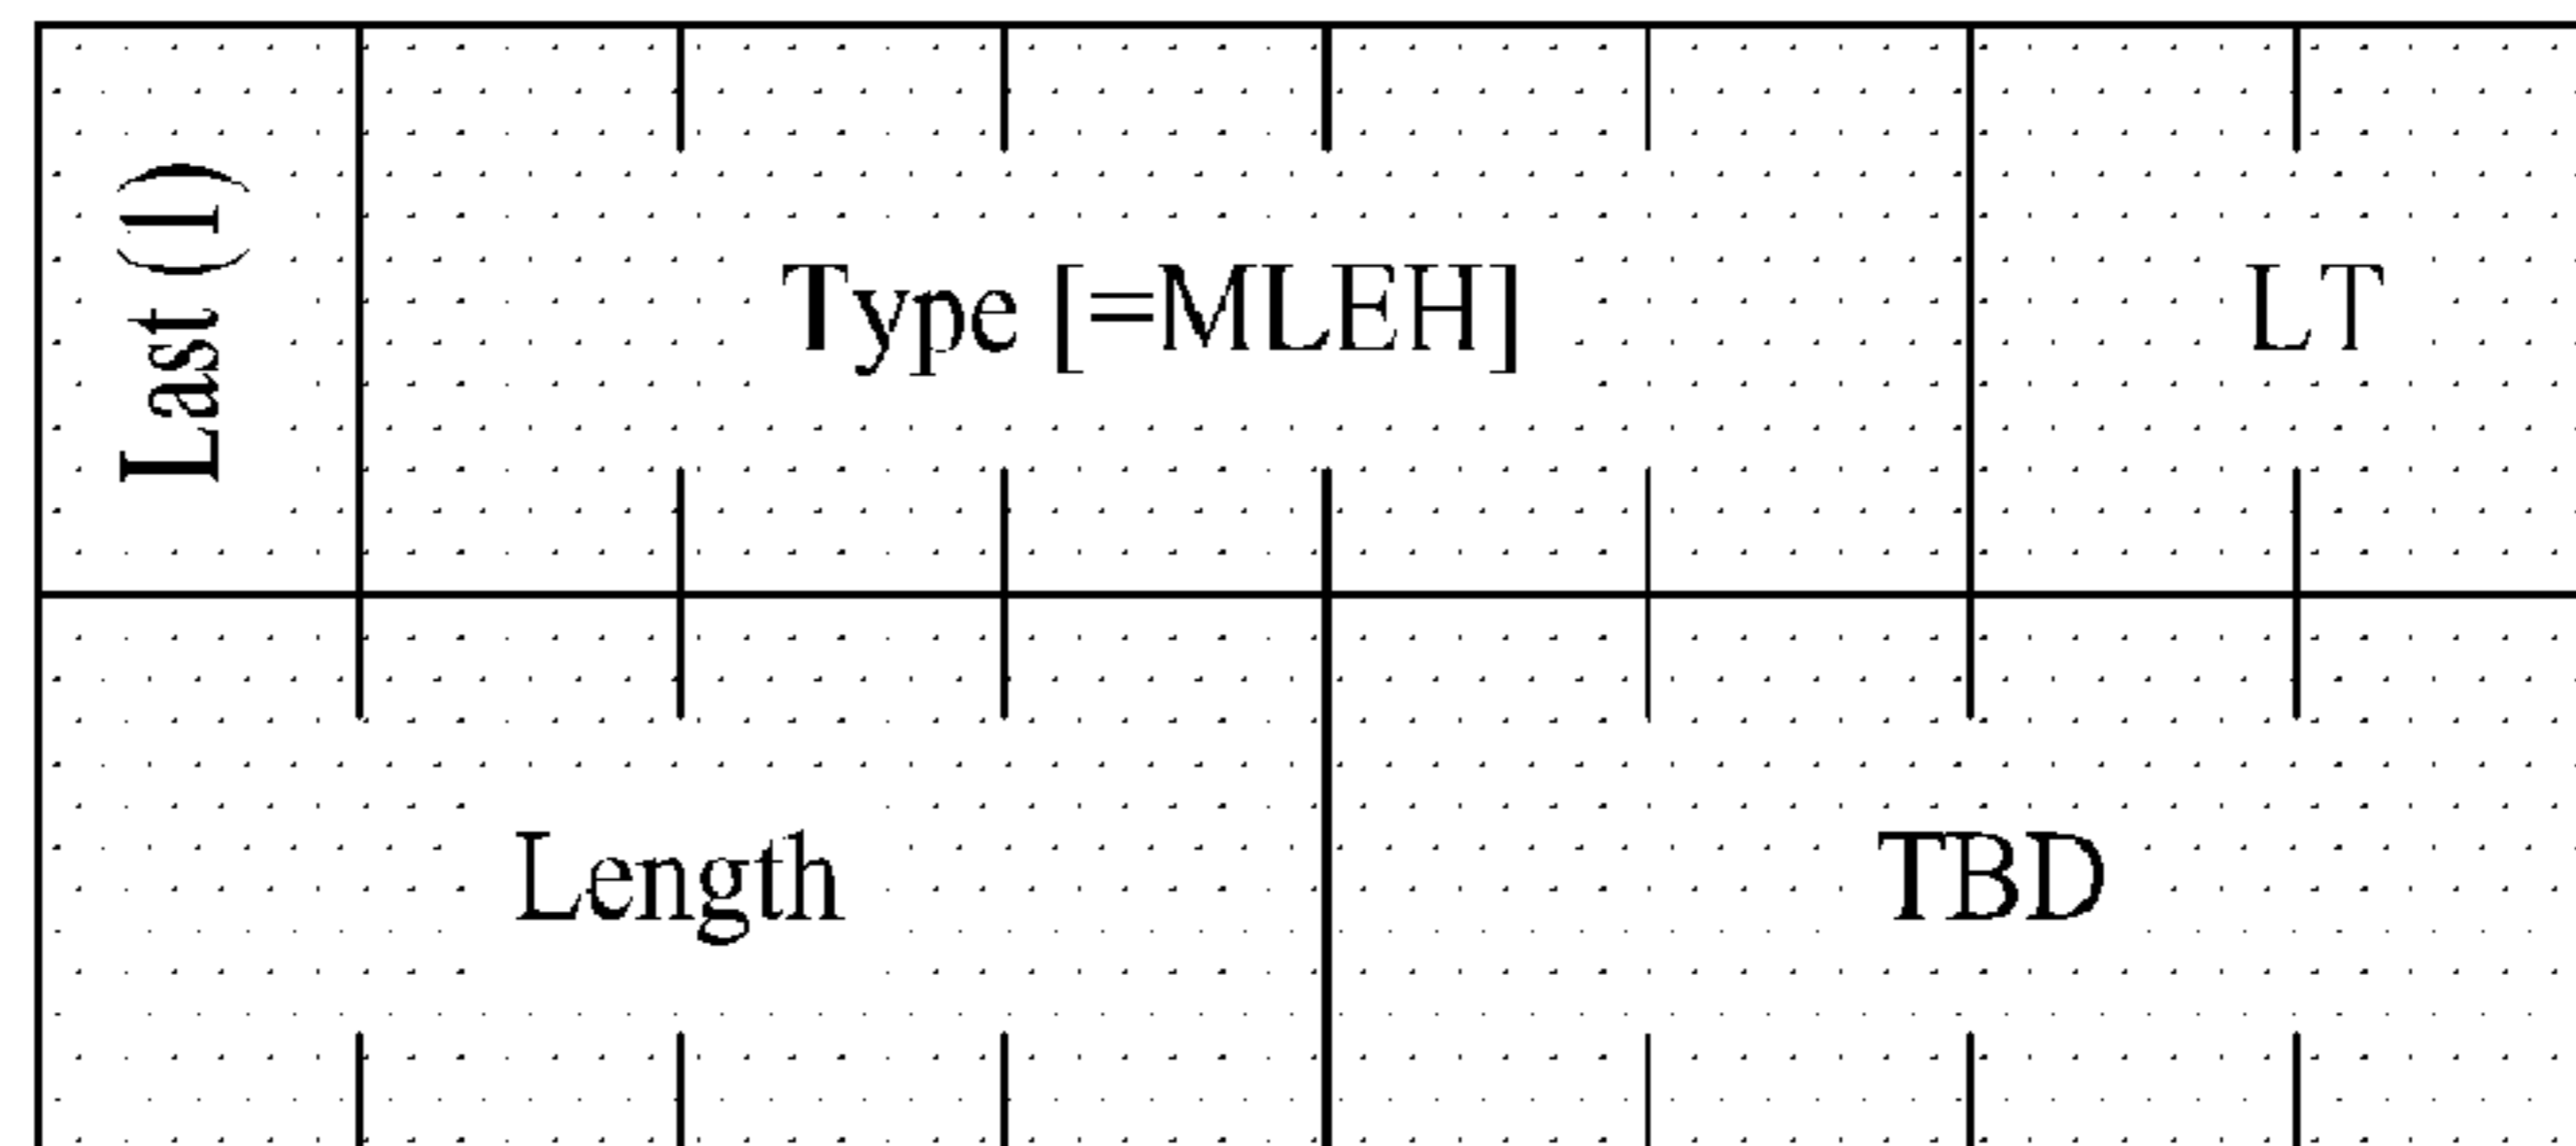 Last (1)
Type [=MLEH]
LT
Length
TBD